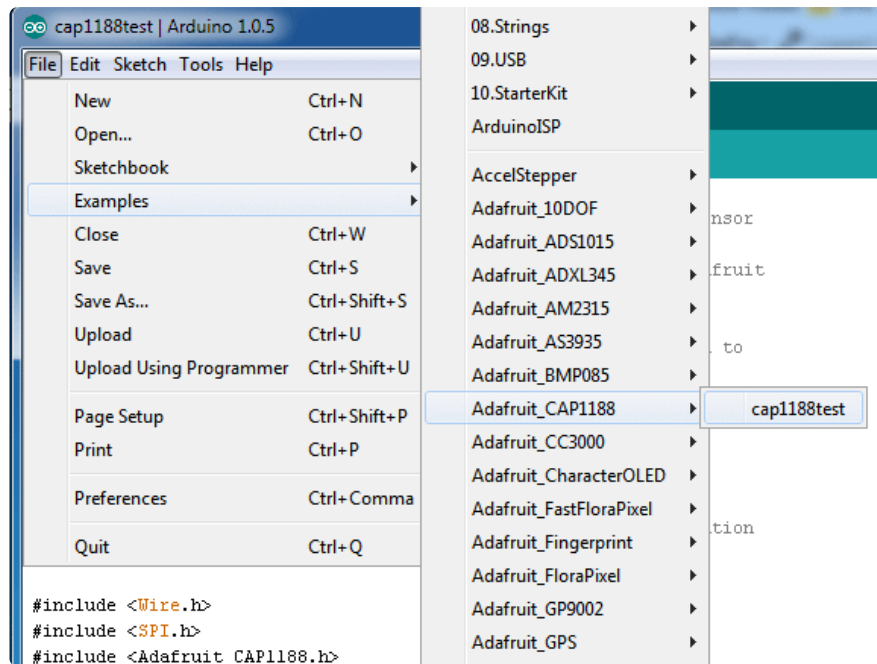 cap1188test | Arduino 1.0.5
File Edit Sketch Tools Help
New Ctrl+N
Open... Ctrl+O
Sketchbook
Examples
Close Ctrl+W
Save Ctrl+S
Save As... Ctrl+Shift+S
Upload Ctrl+U
Upload Using Programmer Ctrl+Shift+U
Page Setup Ctrl+Shift+P
Print Ctrl+P
Preferences Ctrl+Comma
Quit Ctrl+Q
08.Strings
09.USB
10.StarterKit
ArduinoISP
AccelStepper
Adafruit_10DOF
Adafruit_ADS1015
Adafruit_ADXL345
Adafruit_AM2315
Adafruit_AS3935
Adafruit_BMP085
Adafruit_CAP1188
Adafruit_CC3000
Adafruit_CharacterOLED
Adafruit_FastFloraPixel
Adafruit_Fingerprint
Adafruit_FloraPixel
Adafruit_GP9002
Adafruit_GPS
cap1188test
nsor
fruit
to
tion
#include <Wire.h>
#include <SPI.h>
#include <Adafruit_CAP1188.h>